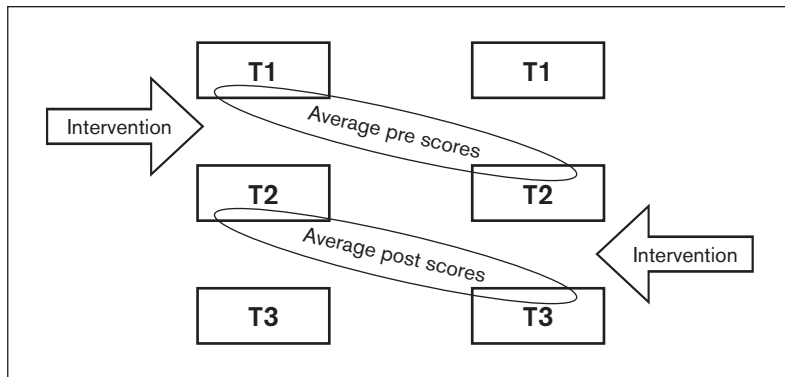 T1 T1
Average pre scores
Intervention
T2 T2
Average post scores
Intervention
T3 T3